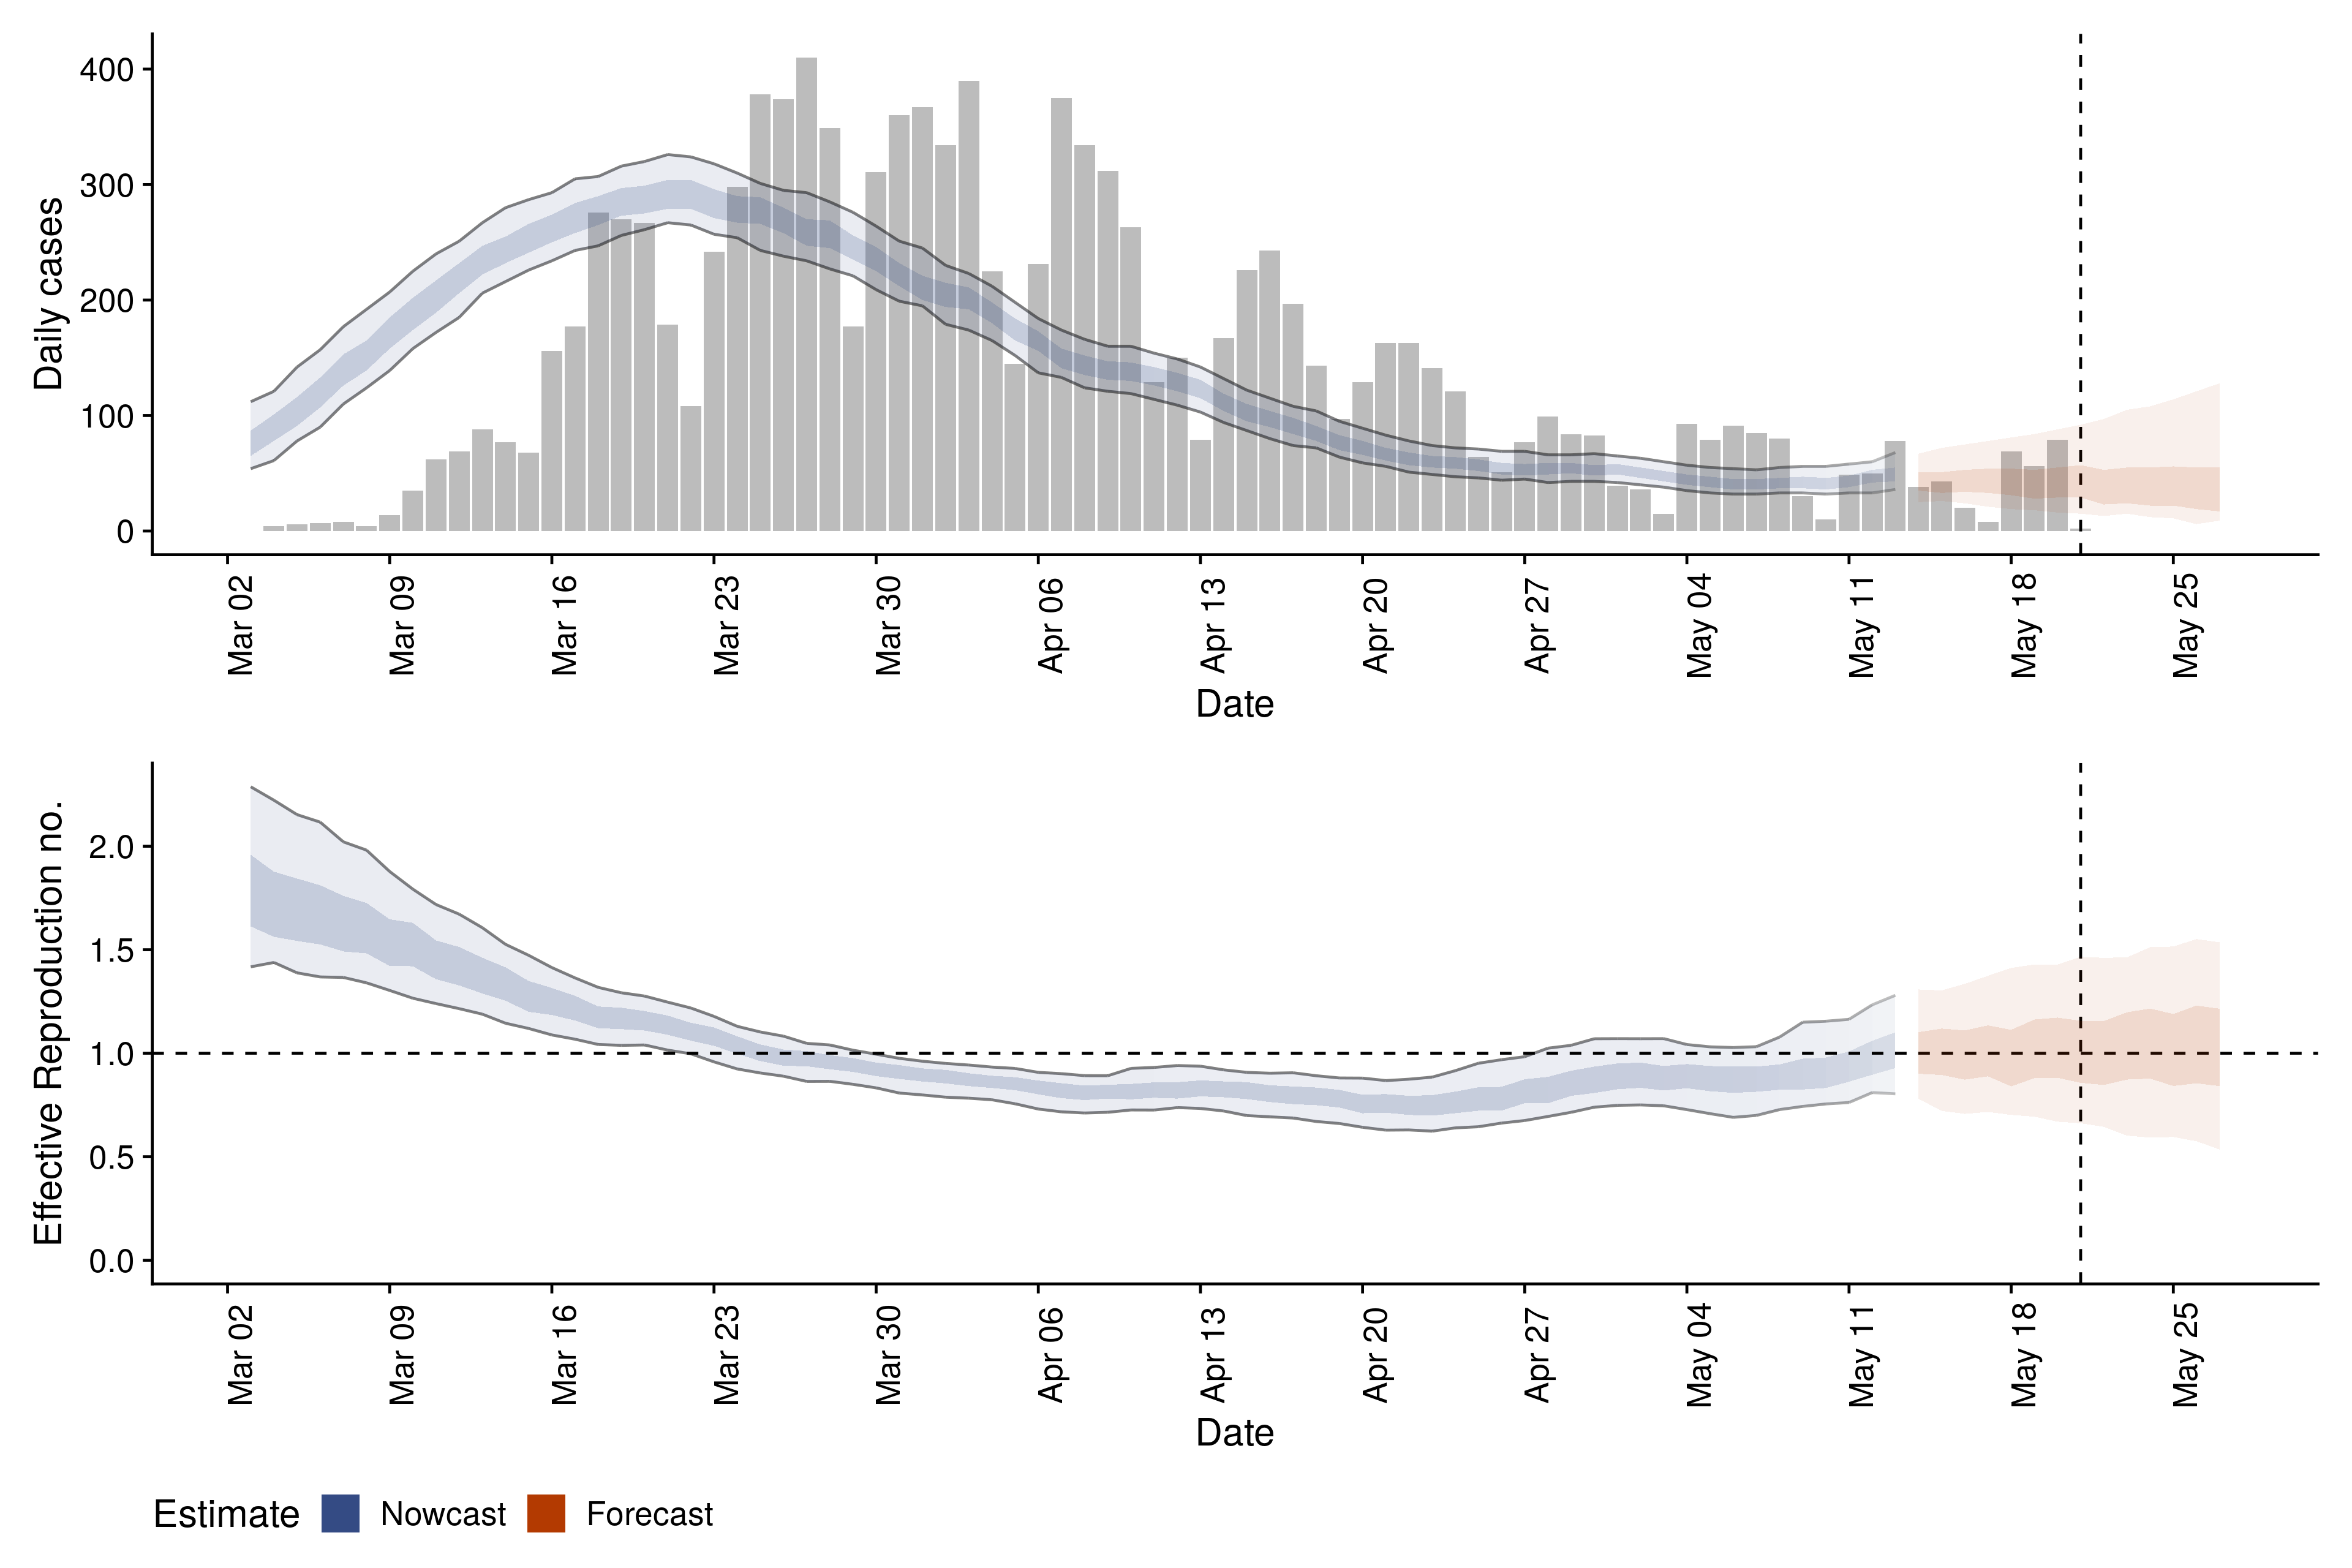 Daily cases
400
300
200
100
0
Mar 02
Mar 09
Mar 16
Mar 23
Mar 30
Apr 06
Apr 13
Apr 20
Apr 27
May 04
May 11
May 18
May 25
Date
Effective Reproduction no.
2.0
1.5
1.0
0.5
0.0
Mar 02
Mar 09
Mar 16
Mar 23
Mar 30
Apr 06
Apr 13
Apr 20
Apr 27
May 04
May 11
May 18
May 25
Date
Estimate Nowcast Forecast